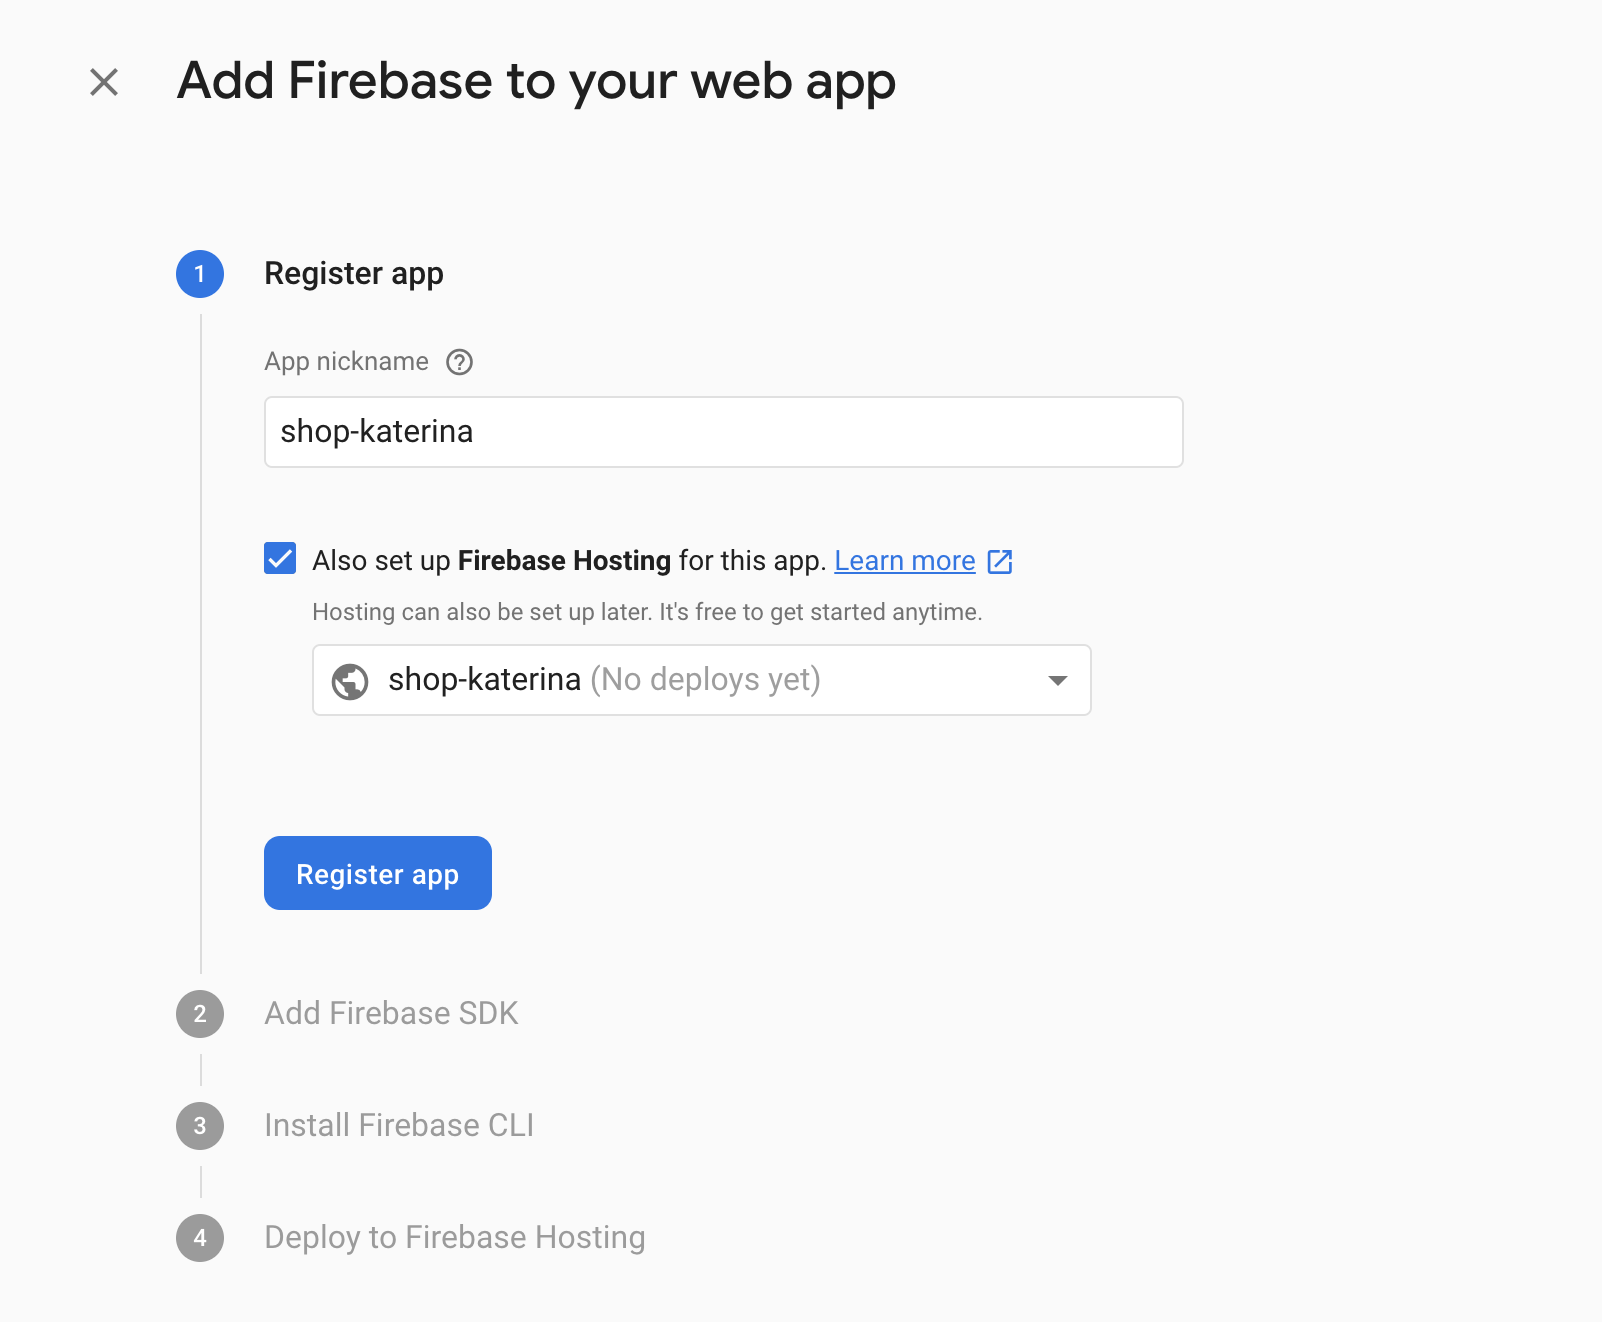 Add Firebase to your web app
1 Register app
App nickname
shop-katerina
Also set up Firebase Hosting for this app. Learn more
Hosting can also be set up later. It's free to get started anytime.
shop-katerina (No deploys yet)
Register app
2 Add Firebase SDK
3 Install Firebase CLI
4 Deploy to Firebase Hosting